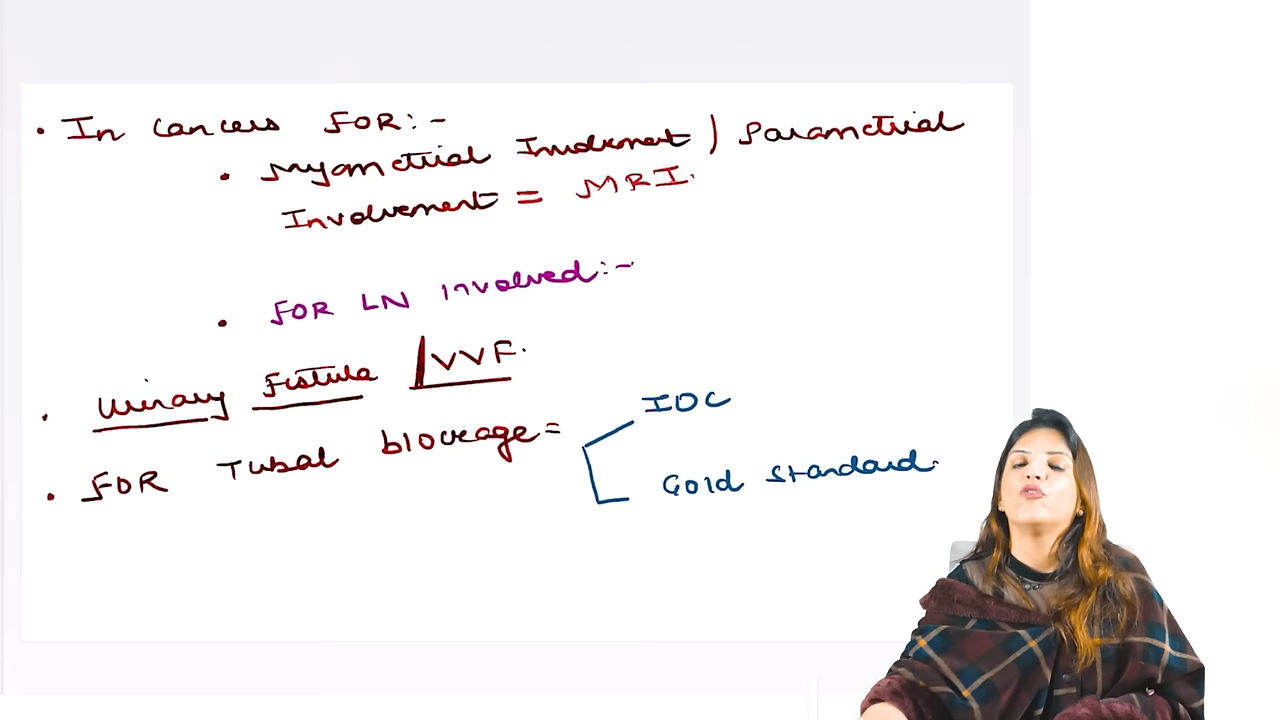 • In cancers FOR:-
• Myometrial Involvement / Parametrial
Involvement = MRI.
• FOR LN involved:-
• Urinary Fistula / VVF.
• FOR Tubal blockage = IOC
Gold Standard.